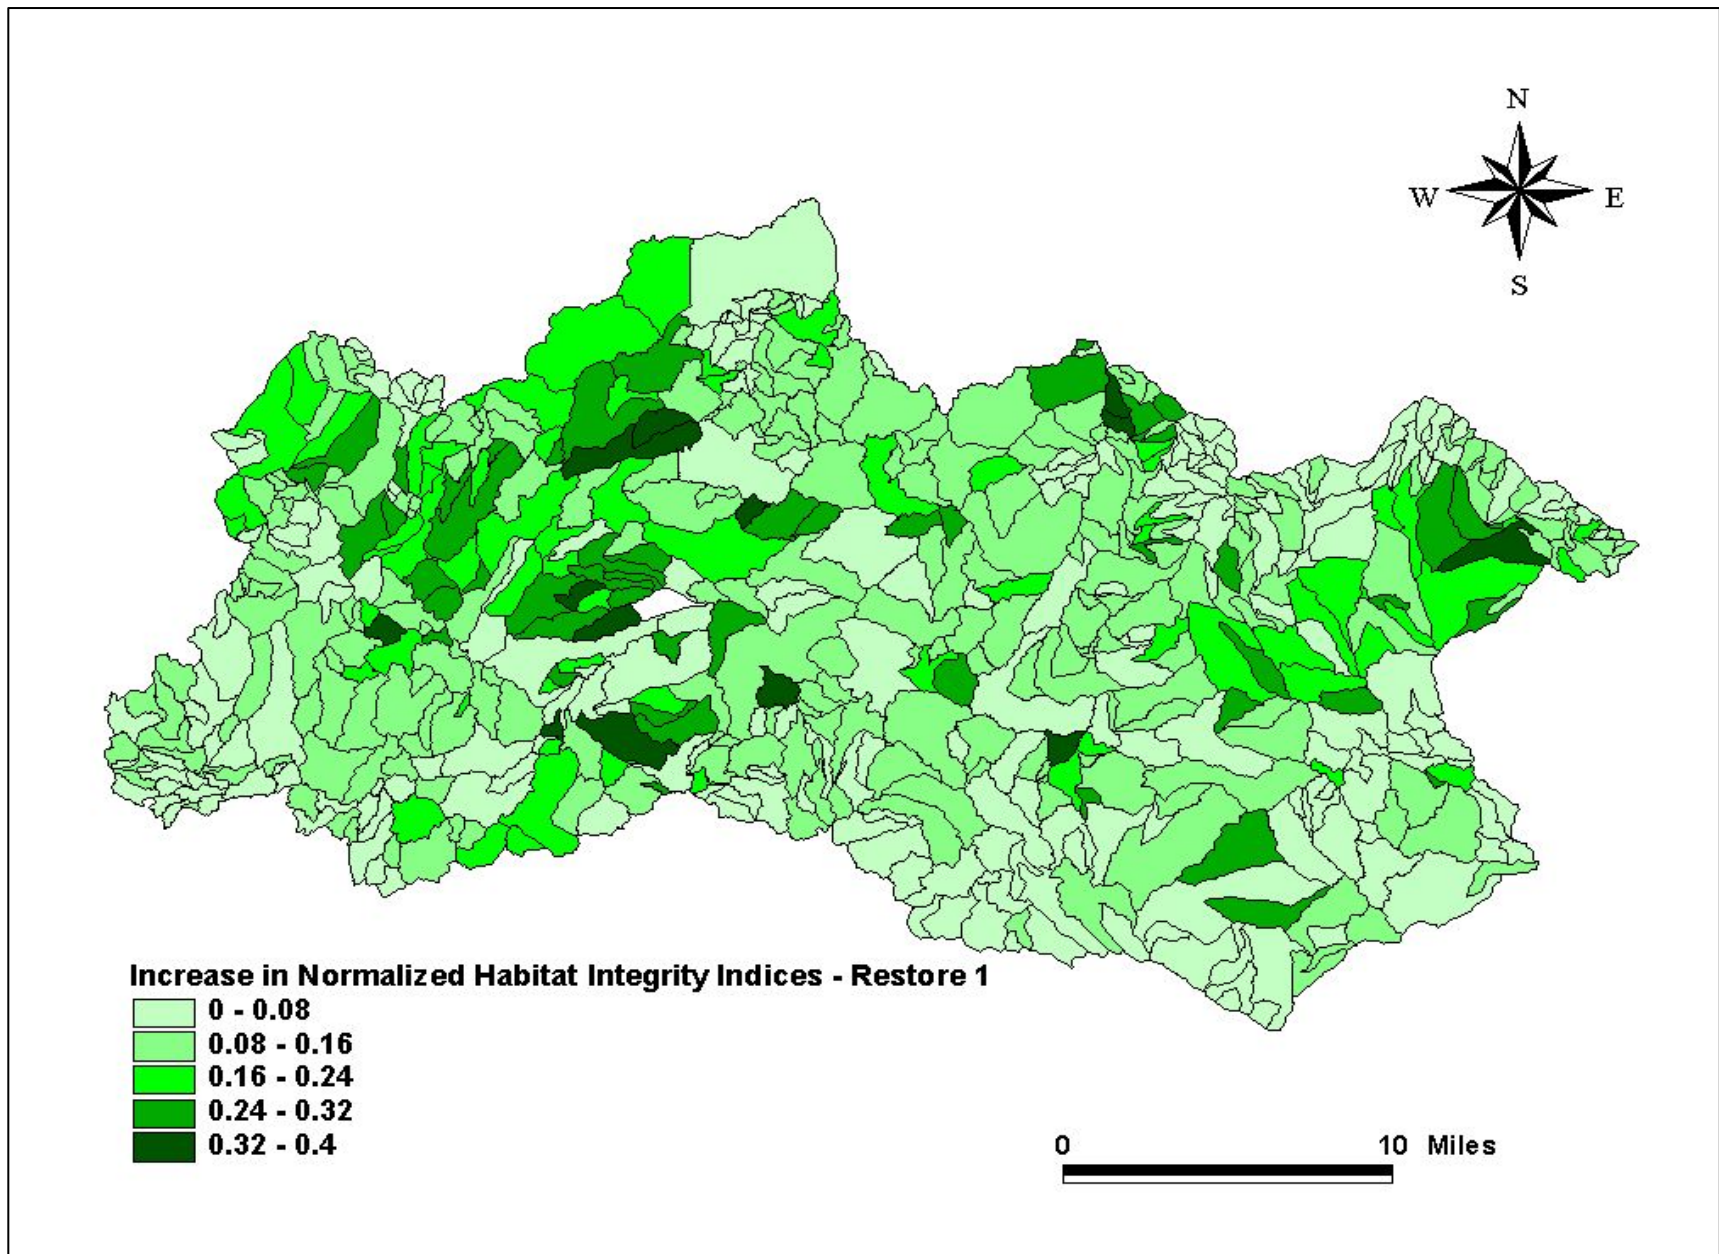 N
W E
S
Increase in Normalized Habitat Integrity Indices - Restore 1
0 - 0.08
0.08 - 0.16
0.16 - 0.24
0.24 - 0.32
0.32 - 0.4
0 10 Miles